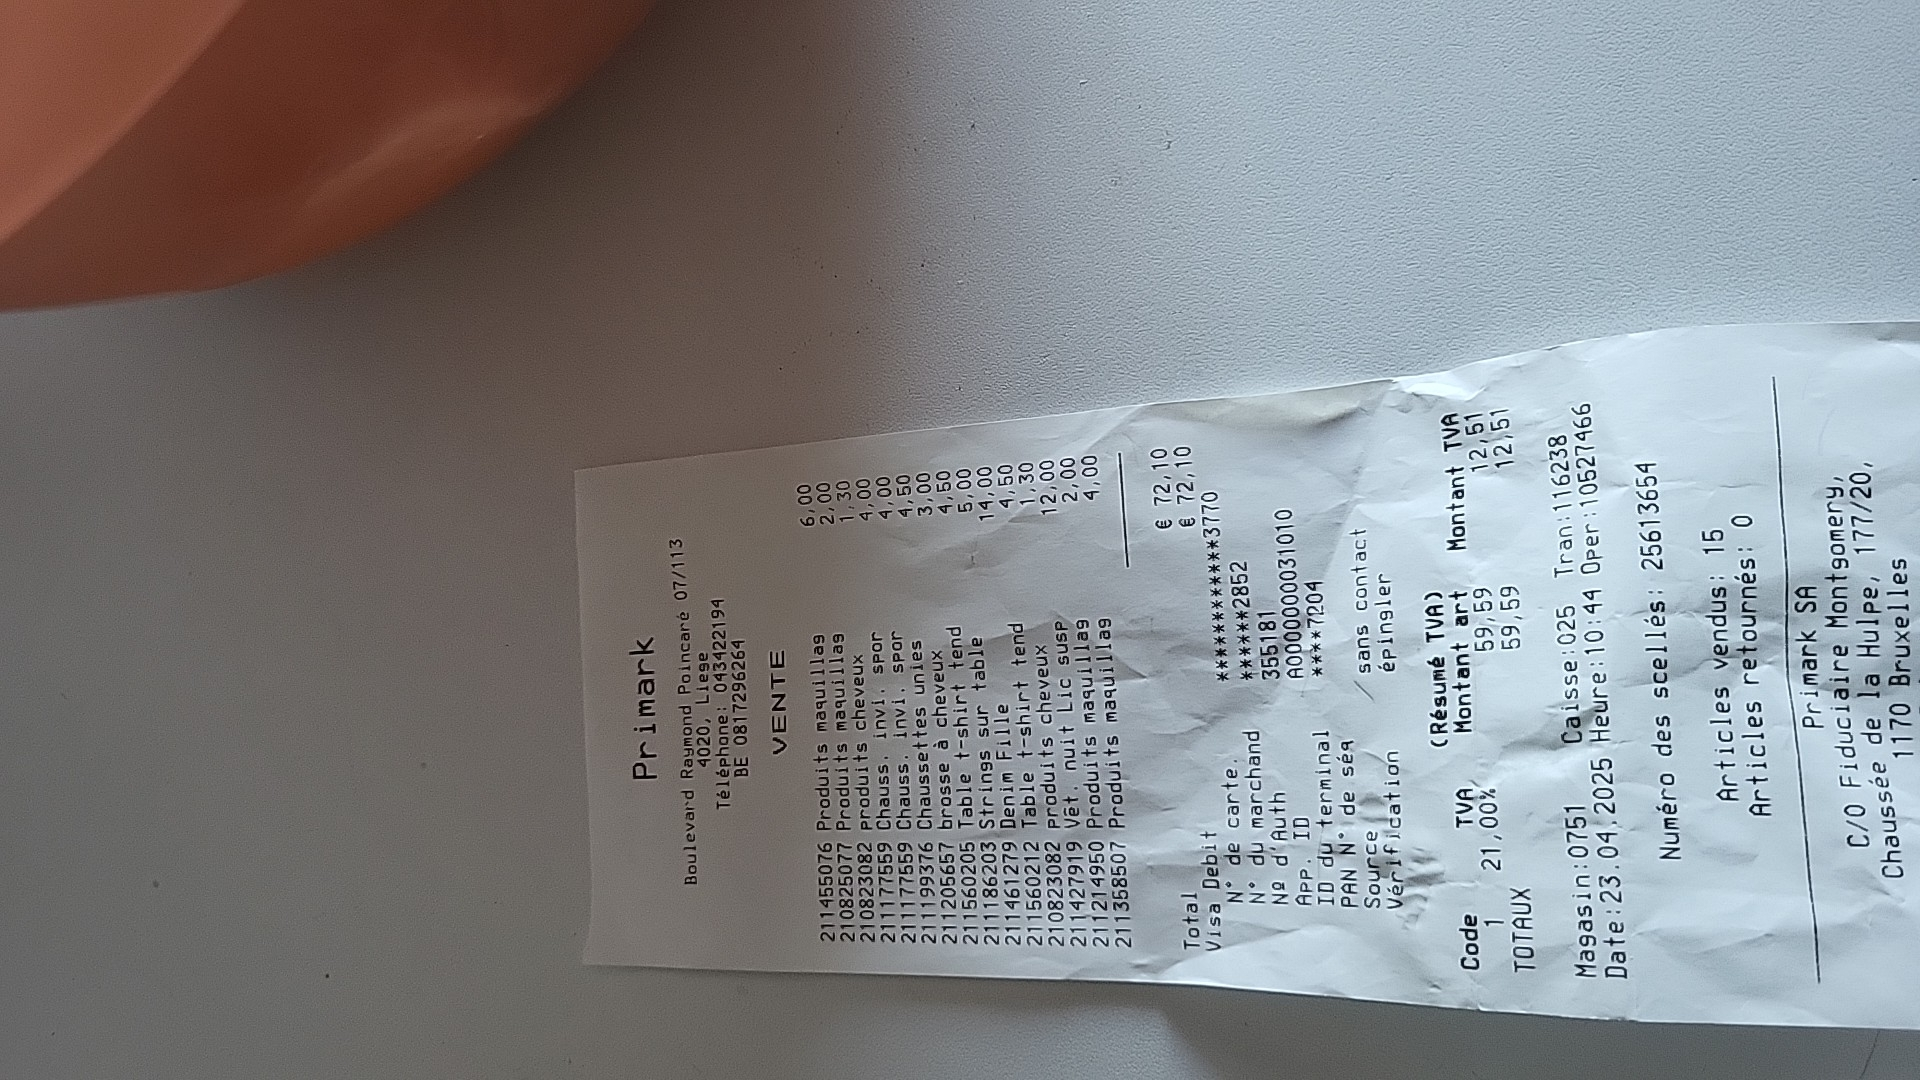 Primark
Boulevard Raymond Poincaré 07/113
4020, Liege
Téléphone: 043422194
BE 0817296264
VENTE
211455076 Produits maquillag 6,00
210825077 Produits maquillag 2,00
210823082 produits cheveux 1,30
211177559 Chauss. invi. spor 4,00
211177559 Chauss. invi. spor 4,00
211199376 Chaussettes unies 4,50
211205657 brosse à cheveux 3,00
211560205 Table t-shirt tend 4,50
211186203 Strings sur table 5,00
211461279 Denim Fille 14,00
211560212 Table t-shirt tend 4,50
210823082 produits cheveux 1,30
211427919 Vêt. nuit Lic susp 12,00
211214950 Produits maquillag 2,00
211358507 Produits maquillag 4,00
Total € 72,10
Visa Debit € 72,10
N° de carte. ************3770
N° du marchand ******2852
Nº d'Auth 355181
App. ID A0000000031010
ID du terminal ****7204
PAN N° de séq
Source / sans contact
Vérification épingler
(Résumé TVA)
Code TVA Montant art Montant TVA
1 21,00% 59,59 12,51
TOTAUX 59,59 12,51
Magasin:0751 Caisse:025 Tran:116238
Date:23.04.2025 Heure:10:44 Oper:10527466
Numéro des scellés: 25613654
Articles vendus: 15
Articles retournés: 0
Primark SA
C/O Fiduciaire Montgomery,
Chaussée de la Hulpe, 177/20,
1170 Bruxelles